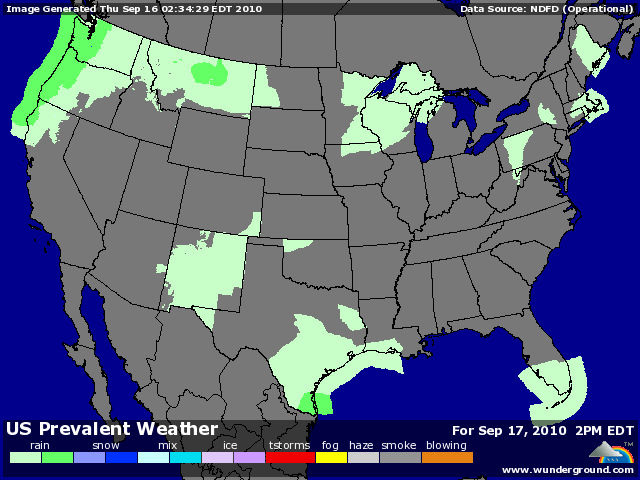 Image Generated Thu Sep 16 02:34:29 EDT 2010 Data Source: NDFD (Operational)
US Prevalent Weather For Sep 17, 2010 2PM EDT
rain snow mix ice tstorms fog haze smoke blowing
www.wunderground.com